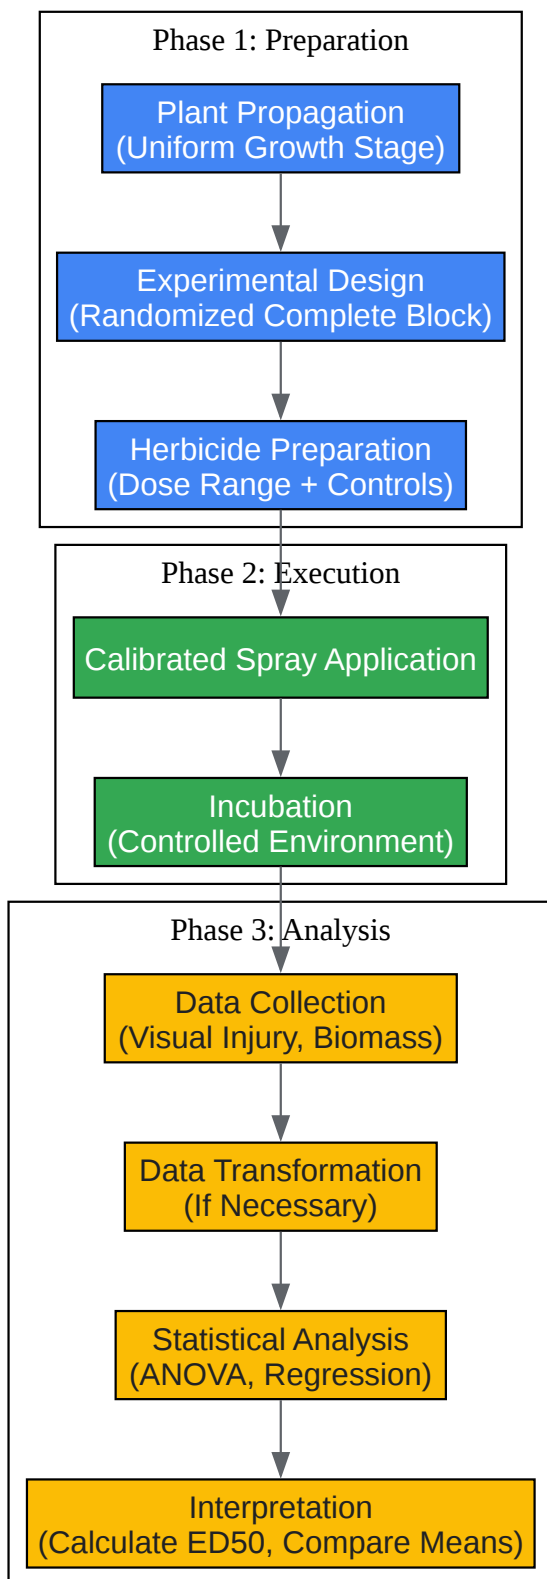 Phase 1: Preparation
Plant Propagation
(Uniform Growth Stage)
Experimental Design
(Randomized Complete Block)
Herbicide Preparation
(Dose Range + Controls)
Phase 2: Execution
Calibrated Spray Application
Incubation
(Controlled Environment)
Phase 3: Analysis
Data Collection
(Visual Injury, Biomass)
Data Transformation
(If Necessary)
Statistical Analysis
(ANOVA, Regression)
Interpretation
(Calculate ED50, Compare Means)